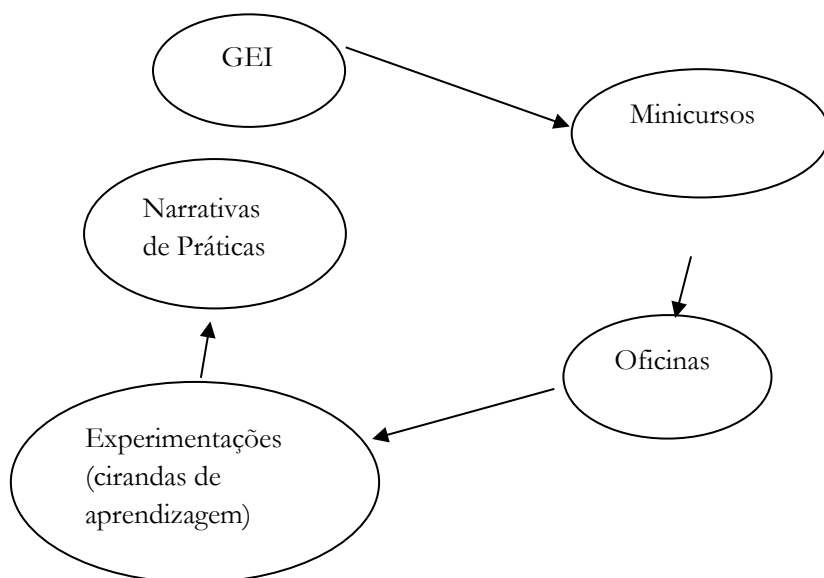 GEI
Minicursos
Narrativas
de Práticas
Oficinas
Experimentações
(cirandas de
aprendizagem)